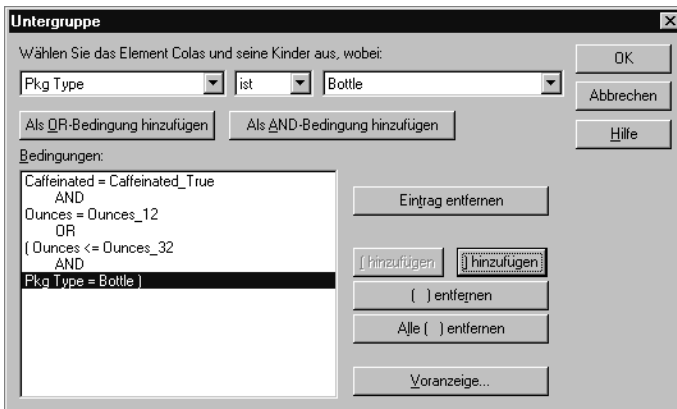 Untergruppe
Wählen Sie das Element Colas und seine Kinder aus, wobei:
Pkg Type ist Bottle
OK
Abbrechen
Hilfe
Als OR-Bedingung hinzufügen Als AND-Bedingung hinzufügen
Bedingungen:
Caffeinated = Caffeinated_True
AND
Ounces = Ounces_12
OR
( Ounces <= Ounces_32
AND
Pkg Type = Bottle )
Eintrag entfernen
( hinzufügen ) hinzufügen
( ) entfernen
Alle ( ) entfernen
Voranzeige...